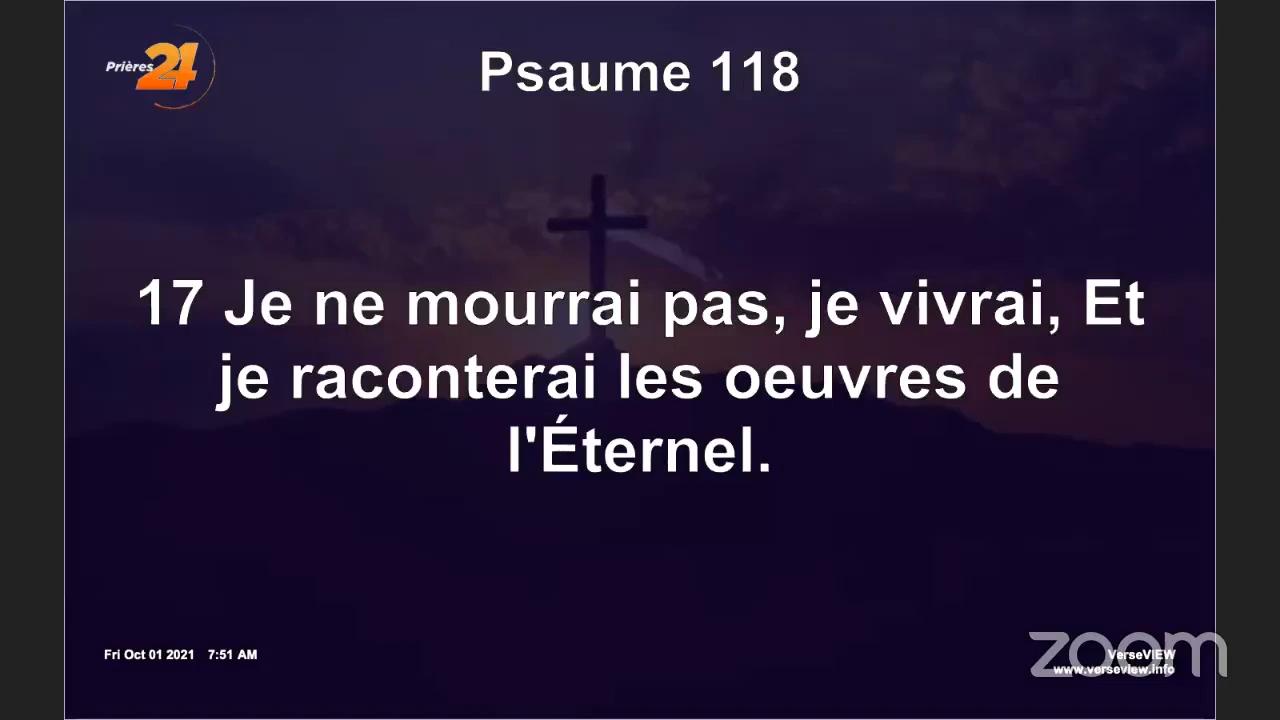 Prières 24
Psaume 118
17 Je ne mourrai pas, je vivrai, Et
je raconterai les oeuvres de
l'Éternel.
Fri Oct 01 2021 7:51 AM
zoom
VerseVIEW
www.verseview.info